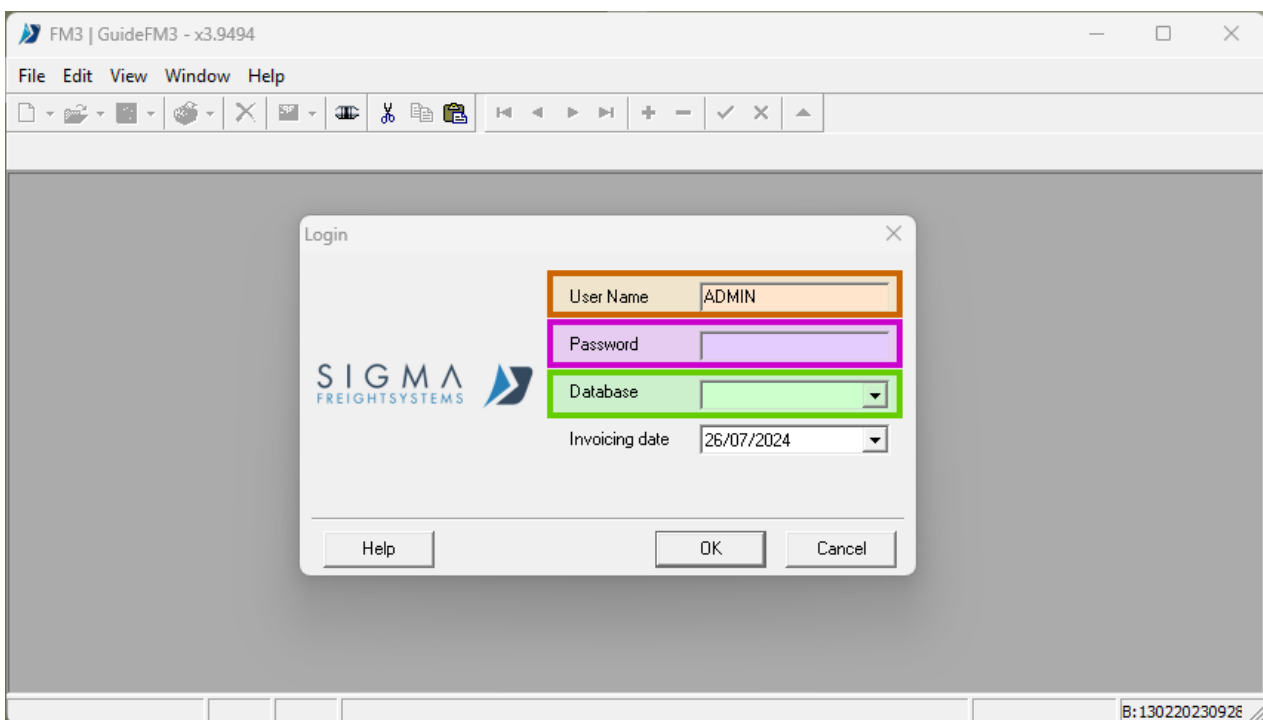 FM3 | GuideFM3 - x3.9494
File Edit View Window Help
Login
User Name ADMIN
Password
SIGMA
FREIGHTSYSTEMS
Database
Invoicing date 26/07/2024
Help OK Cancel
B:130220230928